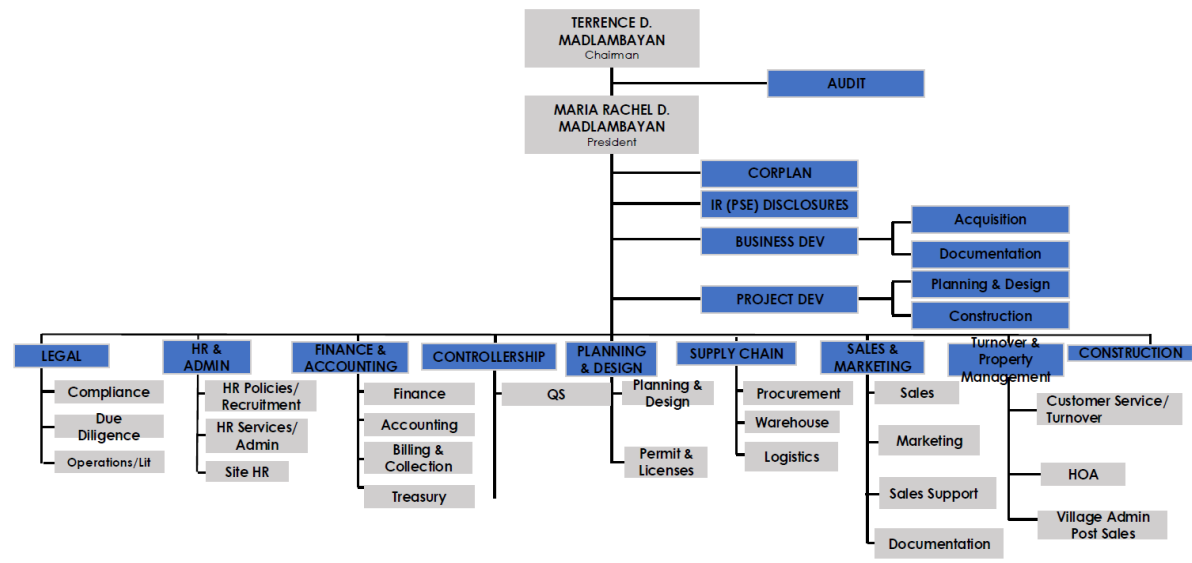 TERRENCE D.
MADLAMBAYAN
Chairman
AUDIT
MARIA RACHEL D.
MADLAMBAYAN
President
CORPLAN
IR (PSE) DISCLOSURES
BUSINESS DEV
Acquisition
Documentation
PROJECT DEV
Planning & Design
Construction
LEGAL
Compliance
Due
Diligence
Operations/Lit
HR &
ADMIN
HR Policies/
Recruitment
HR Services/
Admin
Site HR
FINANCE &
ACCOUNTING
Finance
Accounting
Billing &
Collection
Treasury
CONTROLLERSHIP
QS
PLANNING
& DESIGN
Planning &
Design
Permit &
Licenses
SUPPLY CHAIN
Procurement
Warehouse
Logistics
SALES &
MARKETING
Sales
Marketing
Sales Support
Documentation
Turnover &
Property
Management
Customer Service/
Turnover
HOA
Village Admin
Post Sales
CONSTRUCTION